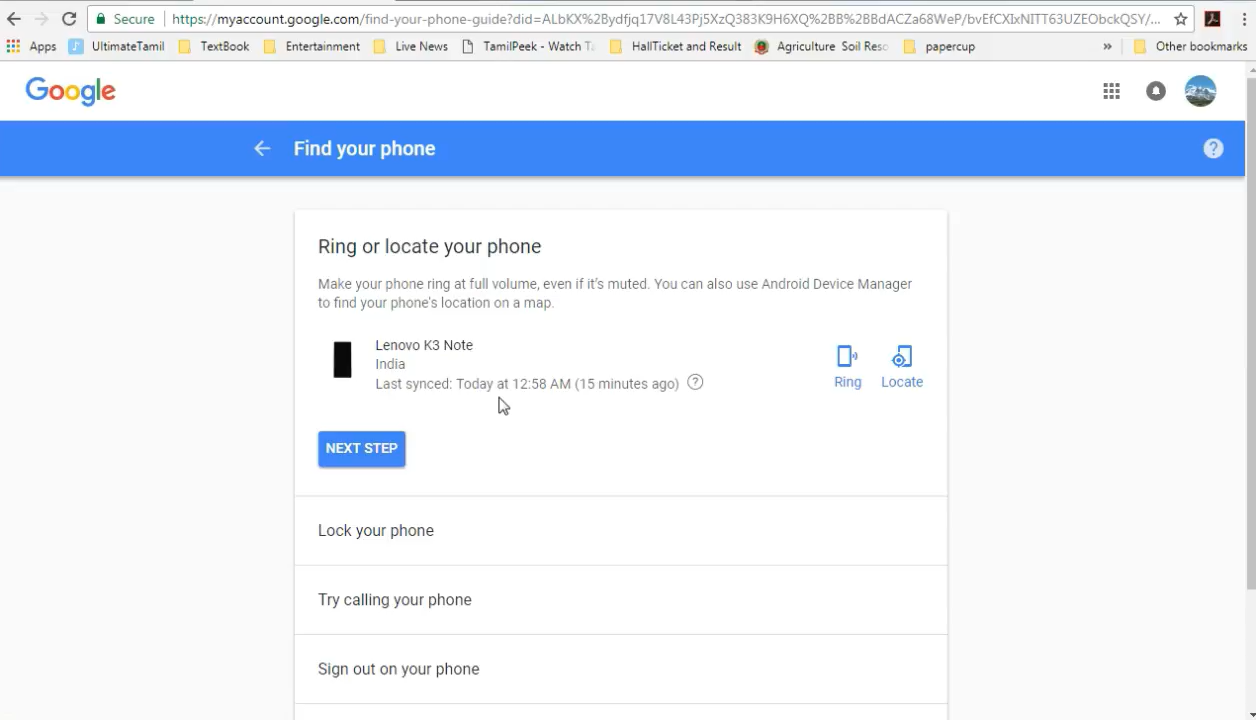 Secure https://myaccount.google.com/find-your-phone-guide?did=ALbKX%2Bydfjq17V8L43Pj5XzQ383K9H6XQ%2BB%2BBdACZa68WeP/bvEfCXIxNITT63UZEObckQSY/...
Apps UltimateTamil TextBook Entertainment Live News TamilPeek - Watch Ta HallTicket and Result Agriculture Soil Reso papercup » Other bookmarks
Google
Find your phone
Ring or locate your phone
Make your phone ring at full volume, even if it's muted. You can also use Android Device Manager
to find your phone's location on a map.
Lenovo K3 Note
India
Last synced: Today at 12:58 AM (15 minutes ago) ?
Ring Locate
NEXT STEP
Lock your phone
Try calling your phone
Sign out on your phone